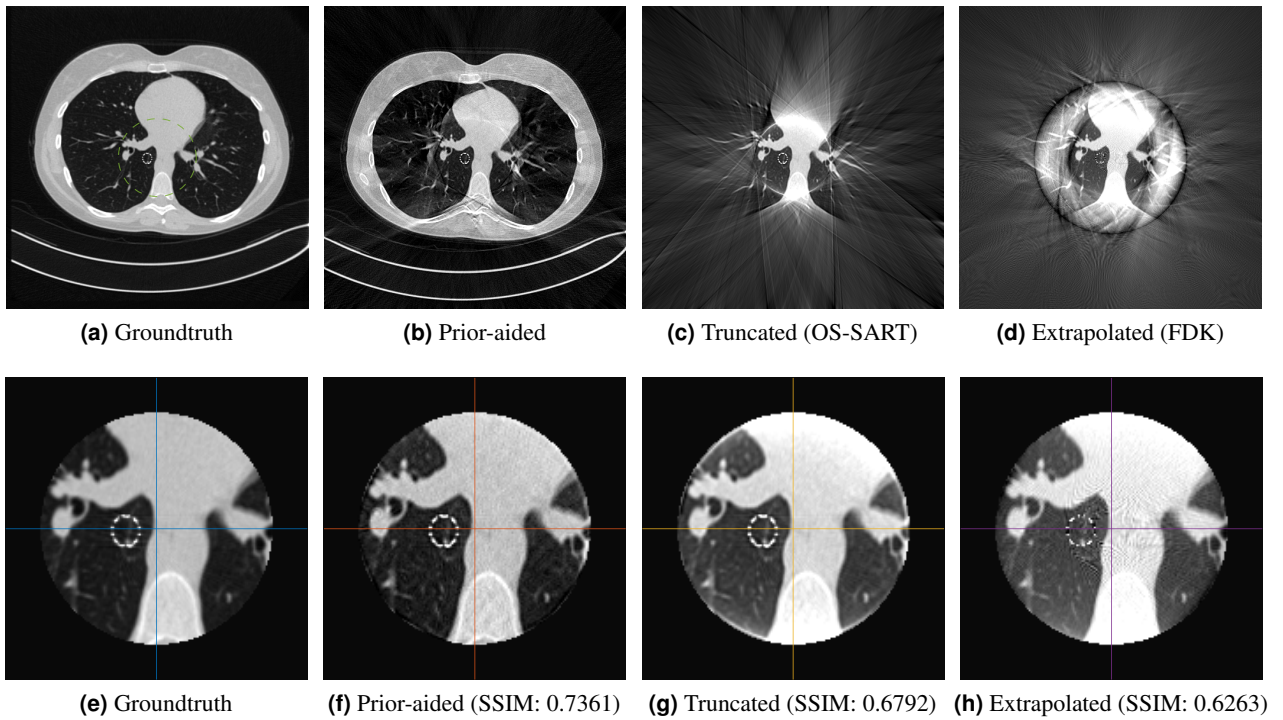 (a) Groundtruth
(b) Prior-aided
(c) Truncated (OS-SART)
(d) Extrapolated (FDK)
(e) Groundtruth
(f) Prior-aided (SSIM: 0.7361)
(g) Truncated (SSIM: 0.6792)
(h) Extrapolated (SSIM: 0.6263)